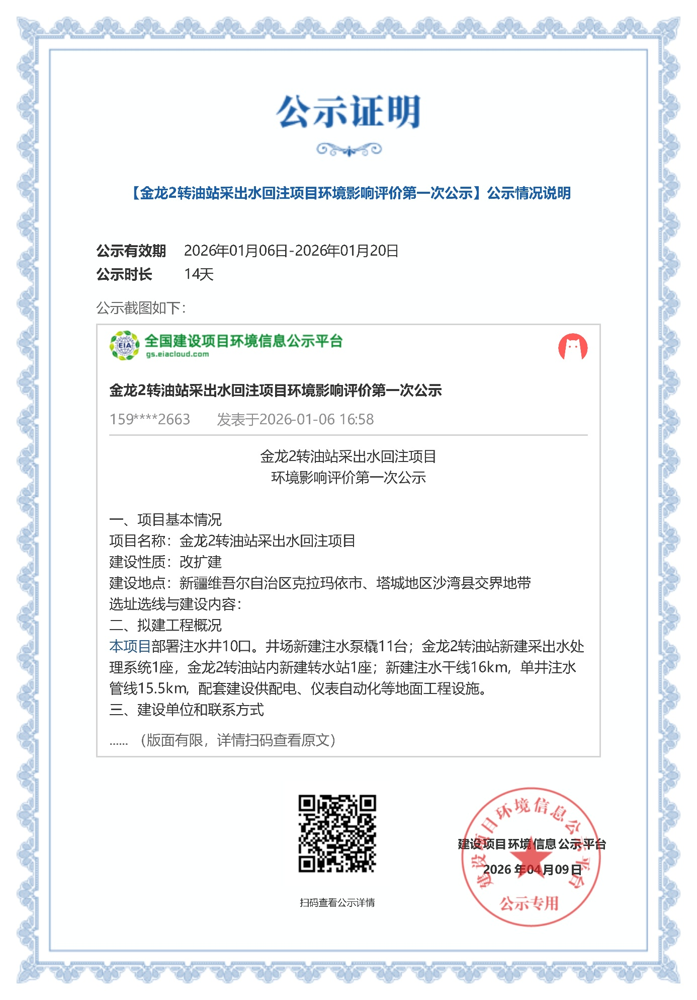 公示证明
【金龙2转油站采出水回注项目环境影响评价第一次公示】公示情况说明
公示有效期 2026年01月06日-2026年01月20日
公示时长 14天
公示截图如下：
EIA
全国建设项目环境信息公示平台
gs.eiacloud.com
金龙2转油站采出水回注项目环境影响评价第一次公示
159****2663 发表于2026-01-06 16:58
金龙2转油站采出水回注项目
环境影响评价第一次公示
一、项目基本情况
项目名称：金龙2转油站采出水回注项目
建设性质：改扩建
建设地点：新疆维吾尔自治区克拉玛依市、塔城地区沙湾县交界地带
选址选线与建设内容：
二、拟建工程概况
本项目部署注水井10口。井场新建注水泵橇11台；金龙2转油站新建采出水处
理系统1座，金龙2转油站内新建转水站1座；新建注水干线16km，单井注水
管线15.5km，配套建设供配电、仪表自动化等地面工程设施。
三、建设单位和联系方式
...... （版面有限，详情扫码查看原文）
建设项目环境信息公示平台
建设项目环境信息公示平台
2026年04月09日
公示专用
扫码查看公示详情